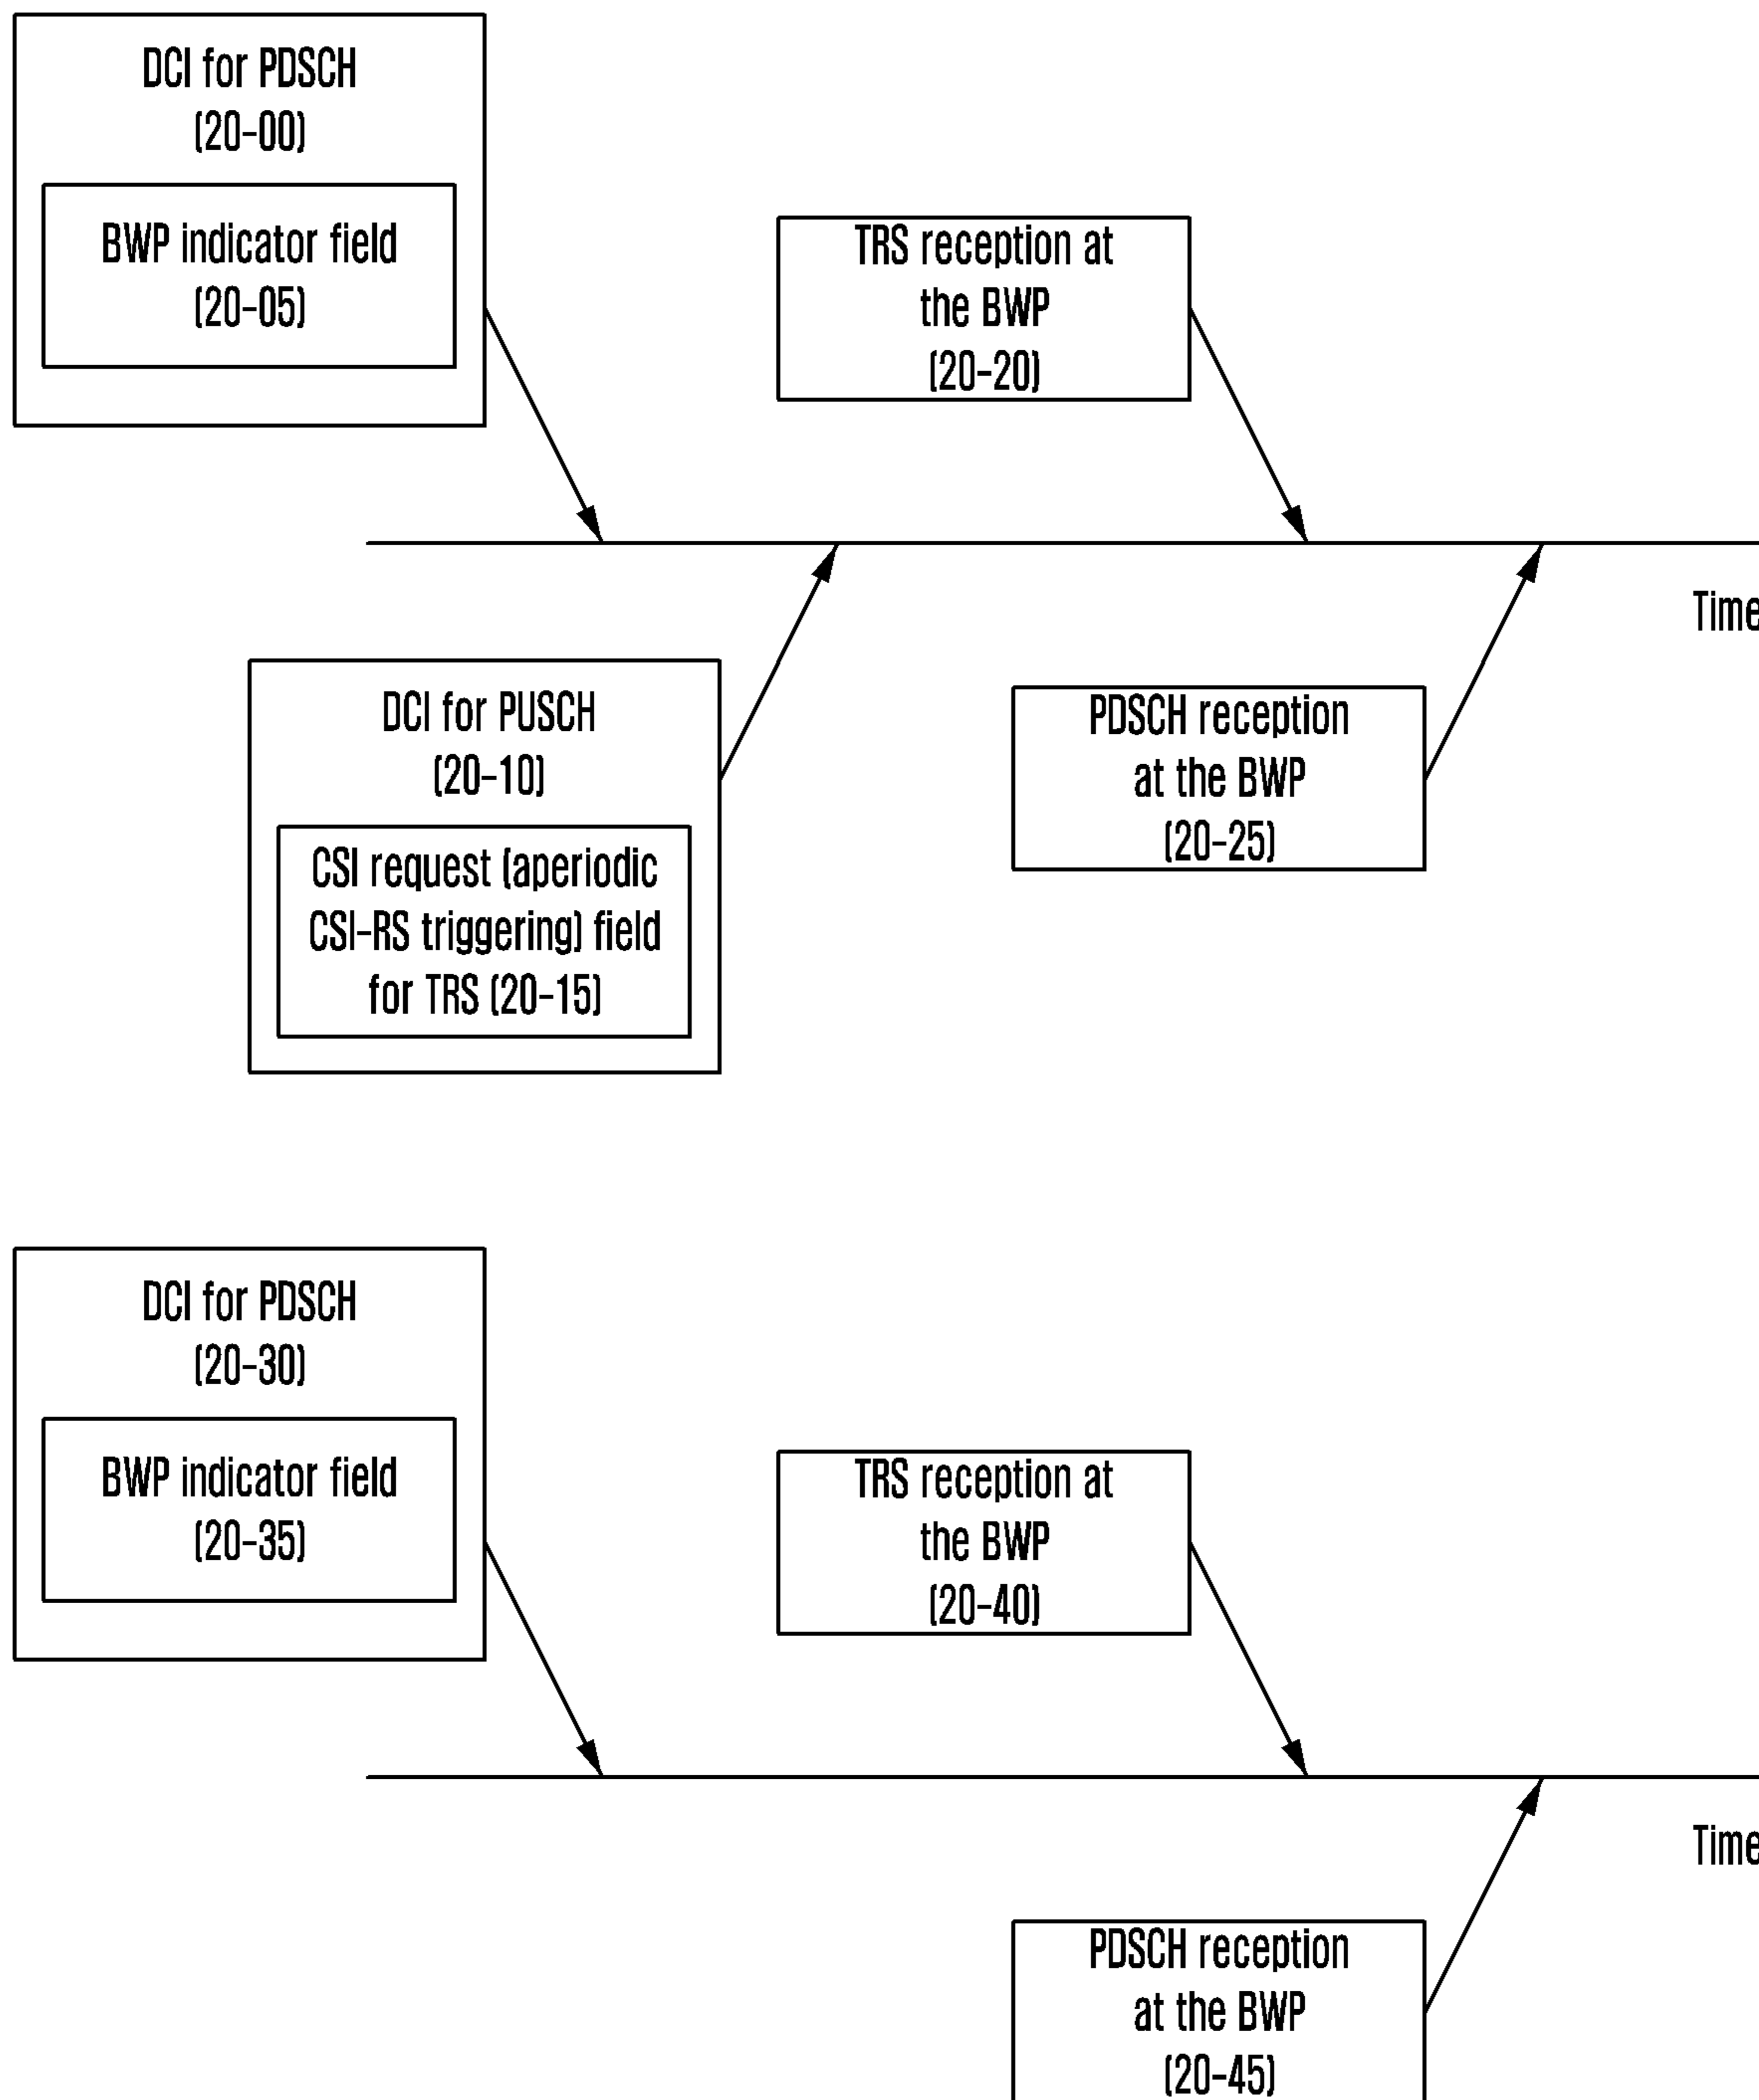 DCI for PDSCH
(20-00)
BWP indicator field
(20-05)
TRS reception at
the BWP
(20-20)
Time
DCI for PUSCH
(20-10)
CSI request (aperiodic
CSI-RS triggering) field
for TRS (20-15)
PDSCH reception
at the BWP
(20-25)
DCI for PDSCH
(20-30)
BWP indicator field
(20-35)
TRS reception at
the BWP
(20-40)
Time
PDSCH reception
at the BWP
(20-45)